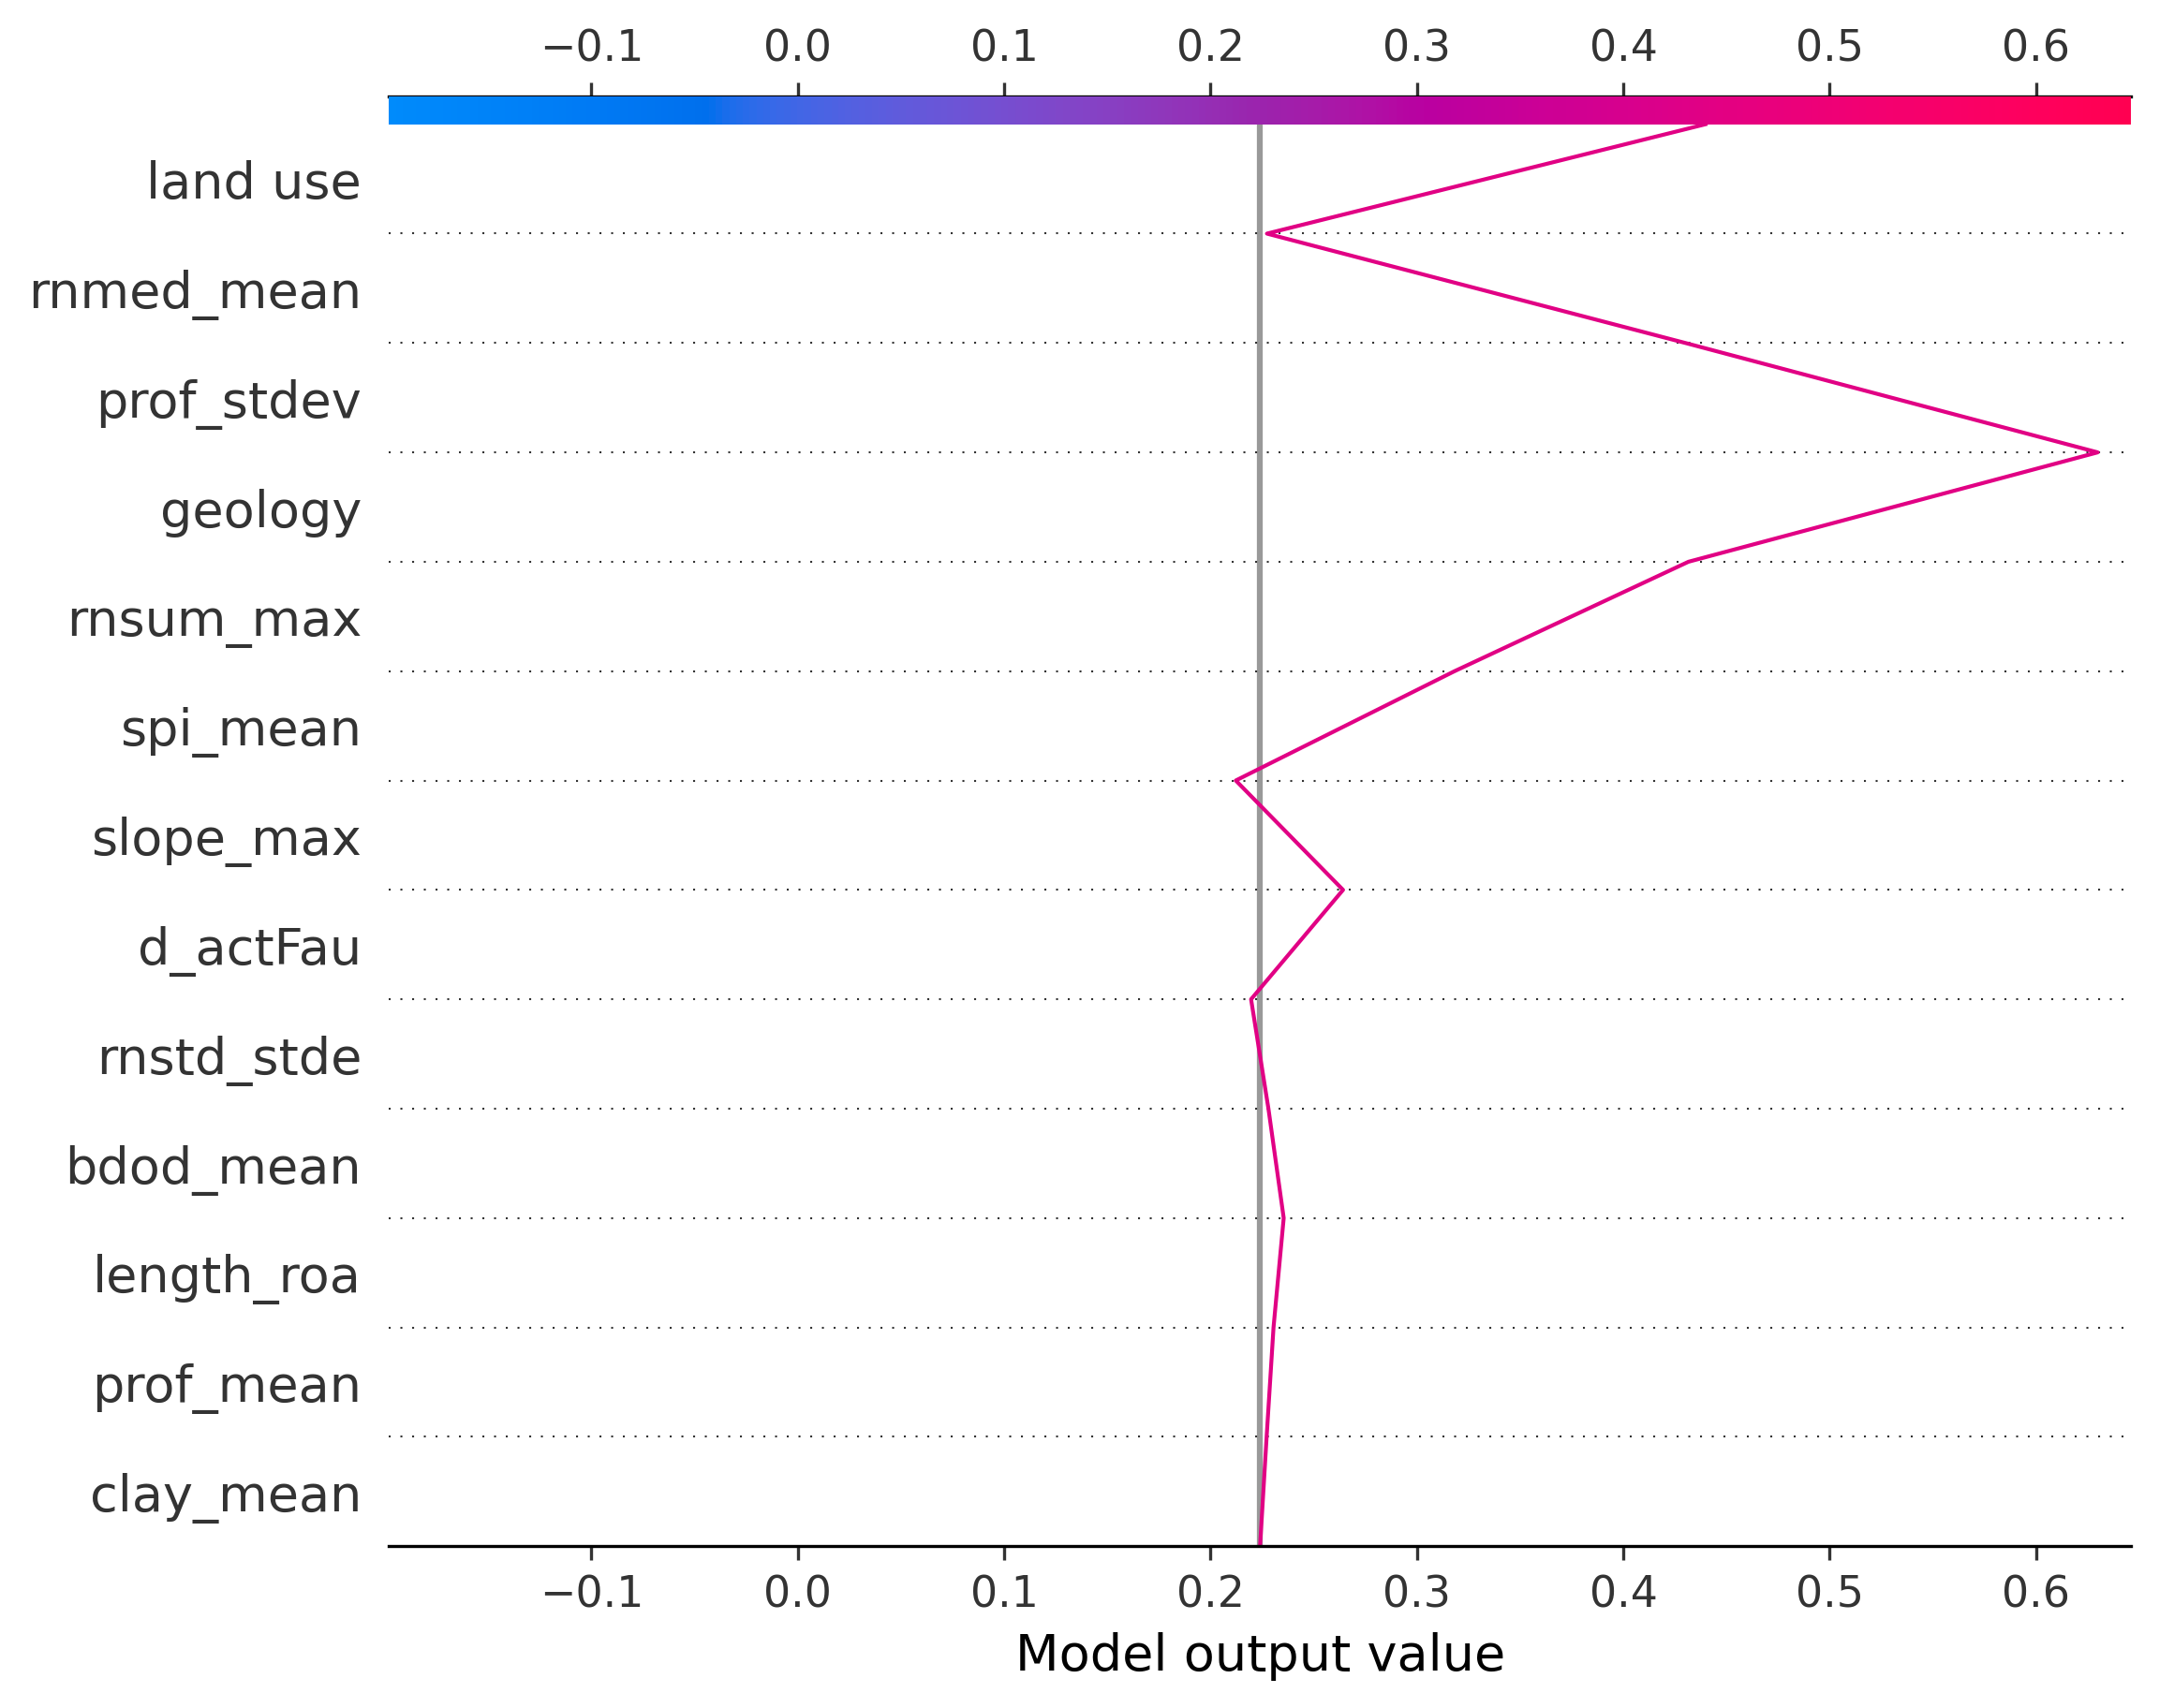 −0.1 0.0 0.1 0.2 0.3 0.4 0.5 0.6
land use
rnmed_mean
prof_stdev
geology
rnsum_max
spi_mean
slope_max
d_actFau
rnstd_stde
bdod_mean
length_roa
prof_mean
clay_mean
−0.1 0.0 0.1 0.2 0.3 0.4 0.5 0.6
Model output value